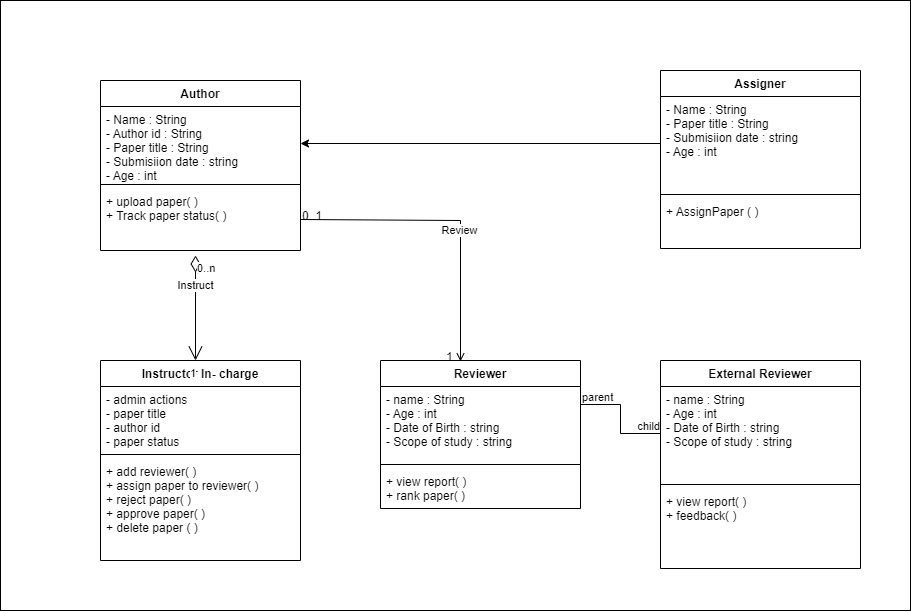 Author
- Name : String
- Author id : String
- Paper title : String
- Submisiion date : string
- Age : int
+ upload paper( )
+ Track paper status( )
Assigner
- Name : String
- Paper title : String
- Submisiion date : string
- Age : int
+ AssignPaper ( )
0..1
Review
1
0..n
Instruct
1
Instructor In- charge
- admin actions
- paper title
- author id
- paper status
+ add reviewer( )
+ assign paper to reviewer( )
+ reject paper( )
+ approve paper( )
+ delete paper ( )
Reviewer
- name : String
- Age : int
- Date of Birth : string
- Scope of study : string
+ view report( )
+ rank paper( )
parent
child
External Reviewer
- name : String
- Age : int
- Date of Birth : string
- Scope of study : string
+ view report( )
+ feedback( )